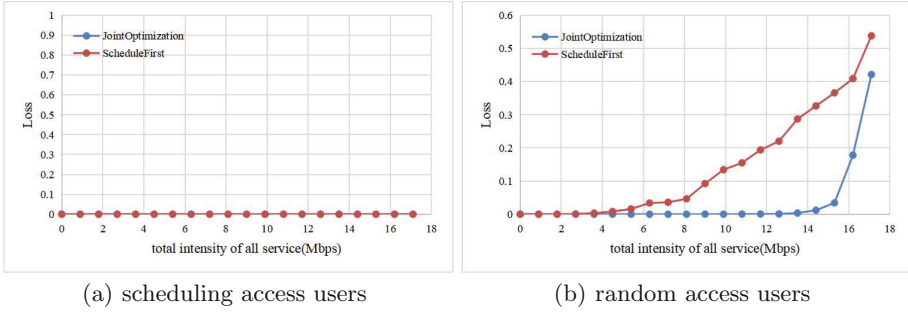 1
0.9
0.8
0.7
0.6
0.5
0.4
0.3
0.2
0.1
0
Loss
JointOptimization
ScheduleFirst
0 2 4 6 8 10 12 14 16 18
total intensity of all service(Mbps)
(a) scheduling access users
0.6
0.5
0.4
0.3
0.2
0.1
0
Loss
JointOptimization
ScheduleFirst
0 2 4 6 8 10 12 14 16 18
total intensity of all service(Mbps)
(b) random access users